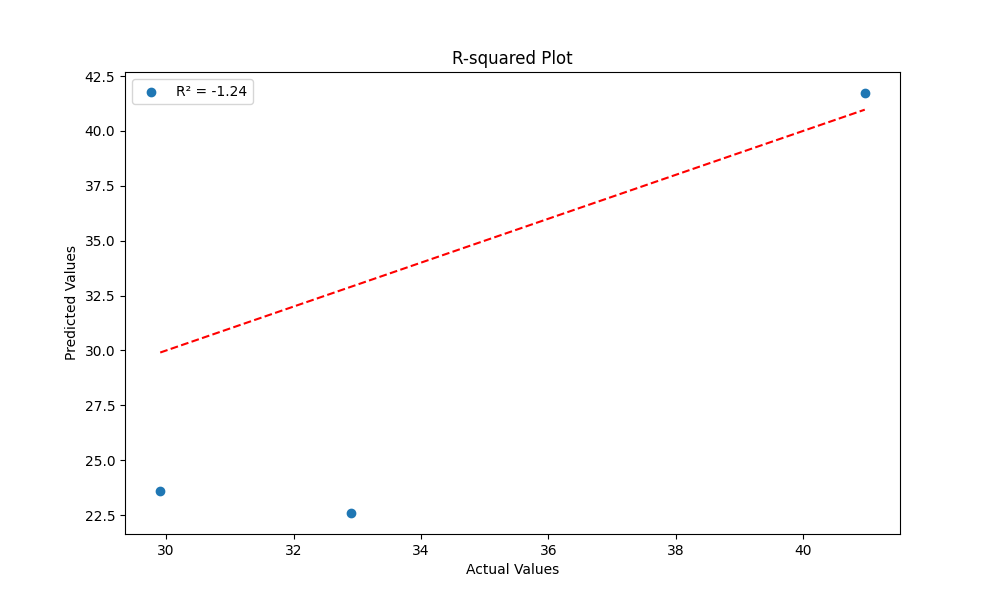 R-squared Plot
R² = -1.24
42.5
40.0
37.5
35.0
32.5
30.0
27.5
25.0
22.5
Predicted Values
30 32 34 36 38 40
Actual Values